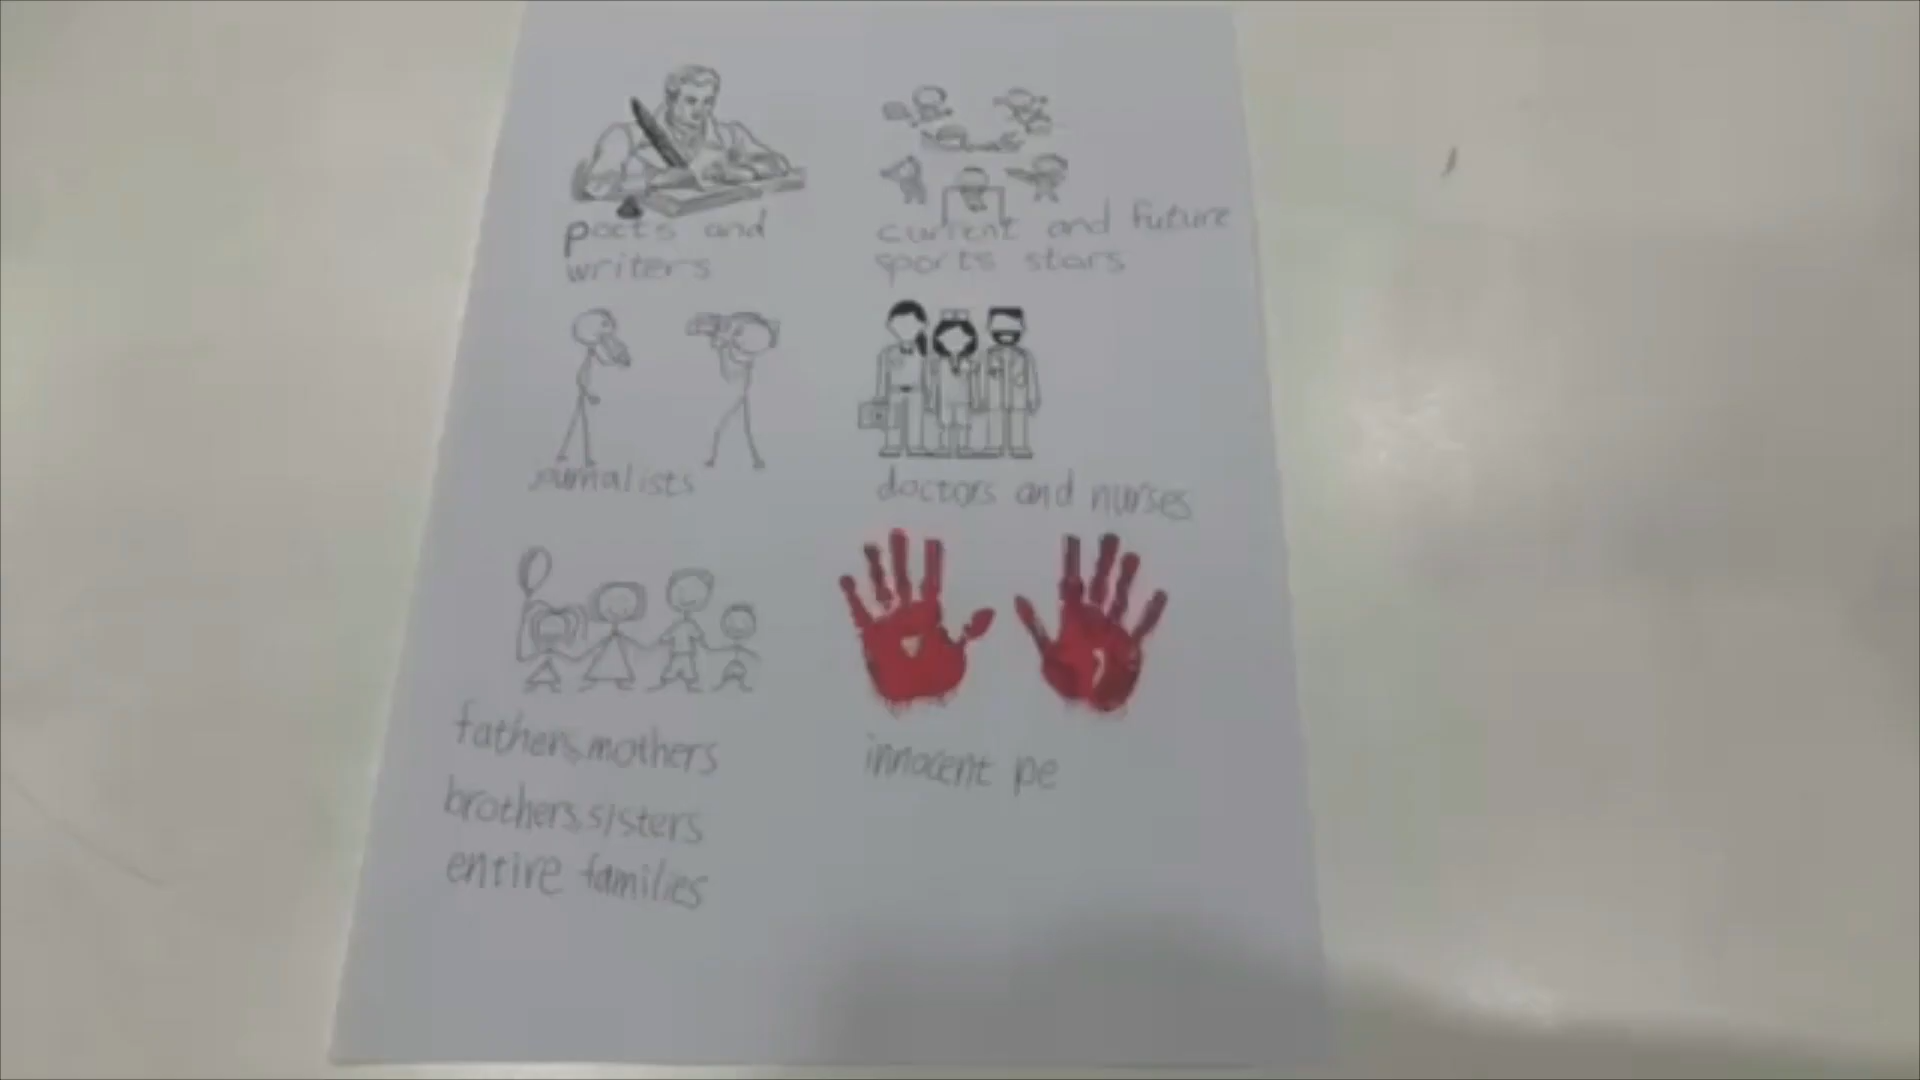 poets and
writers
current and future
sports stars
journalists
doctors and nurses
fathers, mothers
brothers, sisters
entire families
innocent pe